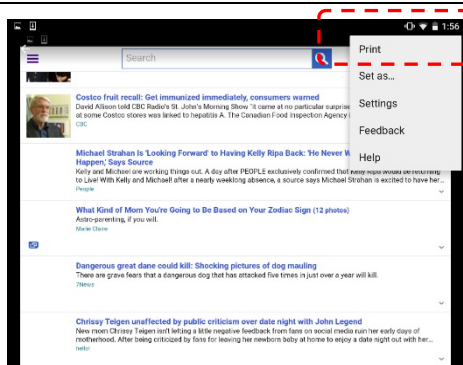 1:56
Search
Print
Set as...
Settings
Feedback
Help
Costco fruit recall: Get immunized immediately, consumers warned
David Allison told CBC Radio's St. John's Morning Show "it came at no particular surprise
at some Costco stores was linked to hepatitis A. The Canadian Food Inspection Agency
CBC
Michael Strahan Is 'Looking Forward' to Having Kelly Ripa Back: 'He Never W
Happen,' Says Source
Kelly and Michael are working things out. A day after PEOPLE exclusively confirmed that Kelly Ripa would be returning
to Live! With Kelly and Michael! after a nearly weeklong absence, a source says Michael Strahan is excited to have her...
People
What Kind of Mom You're Going to Be Based on Your Zodiac Sign (12 photos)
Astro-parenting, if you will.
Marie Claire
Dangerous great dane could kill: Shocking pictures of dog mauling
There are grave fears that a dangerous dog that has attacked five times in just over a year will kill.
7News
Chrissy Teigen unaffected by public criticism over date night with John Legend
New mom Chrissy Teigen isn't letting a little negative feedback from fans on social media ruin her early days of
motherhood. After being criticized by fans for leaving her newborn baby at home to enjoy a date night out with her...
hello!